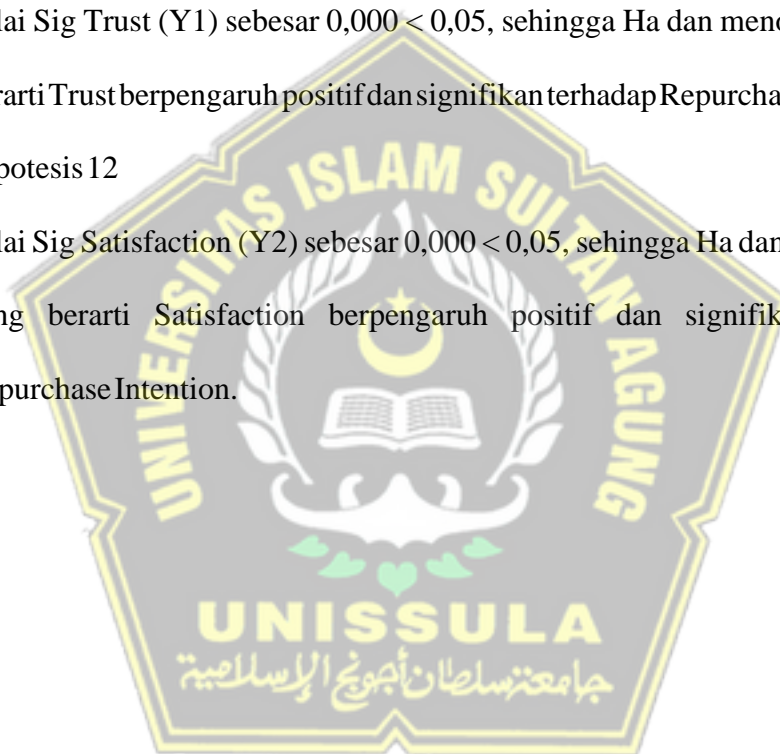 lai Sig Trust (Y1) sebesar 0,000 < 0,05, sehingga Ha dan meno
rarti Trust berpengaruh positif dan signifikan terhadap Repurcha
potesis 12
lai Sig Satisfaction (Y2) sebesar 0,000 < 0,05, sehingga Ha dan
ng berarti Satisfaction berpengaruh positif dan signifik
purchase Intention.
UNIVERSITAS ISLAM SULTAN AGUNG
UNISSULA
جامعة سلطان أجونج الإسلامية